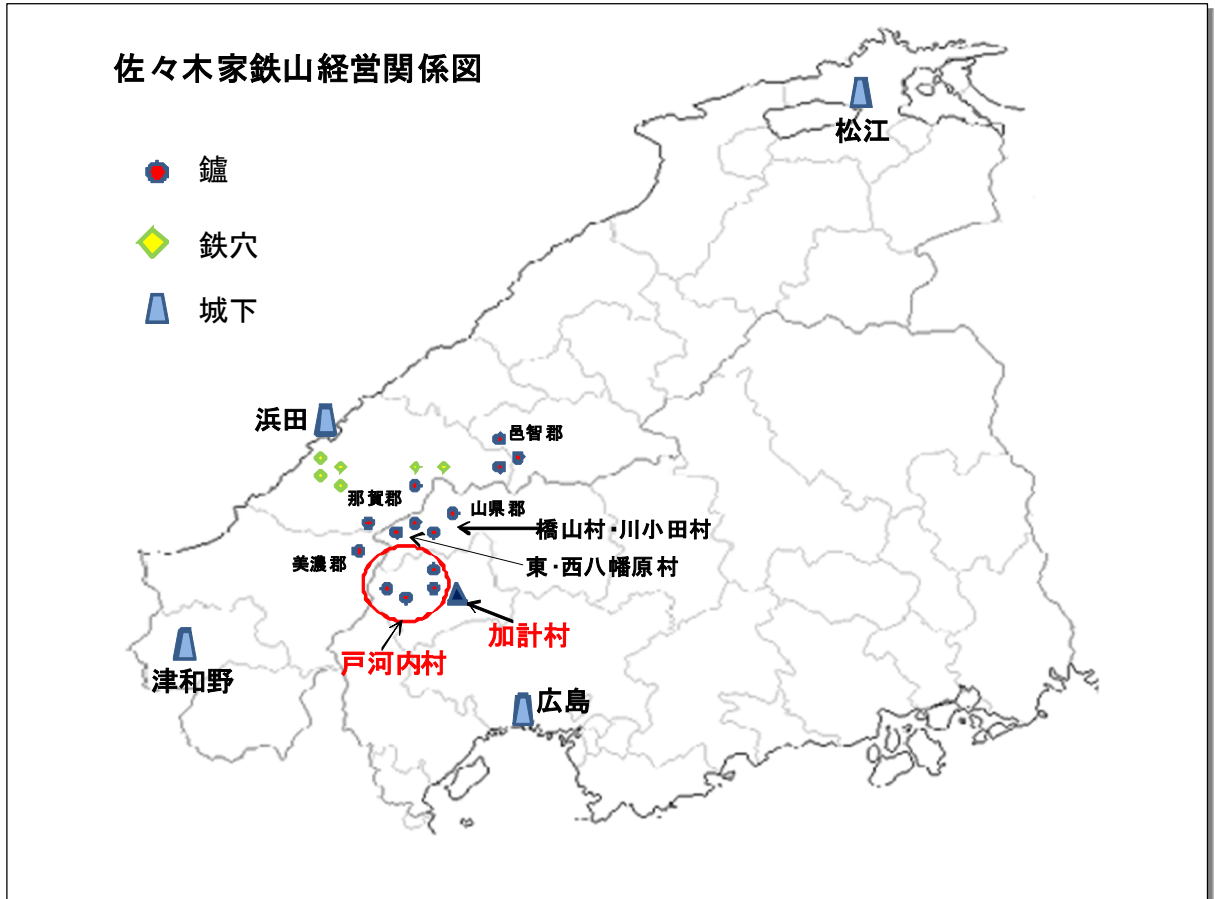 佐々木家鉄山経営関係図
鑪
鉄穴
城下
松江
浜田
邑智郡
那賀郡
山県郡
橋山村・川小田村
東・西八幡原村
美濃郡
加計村
戸河内村
津和野
広島